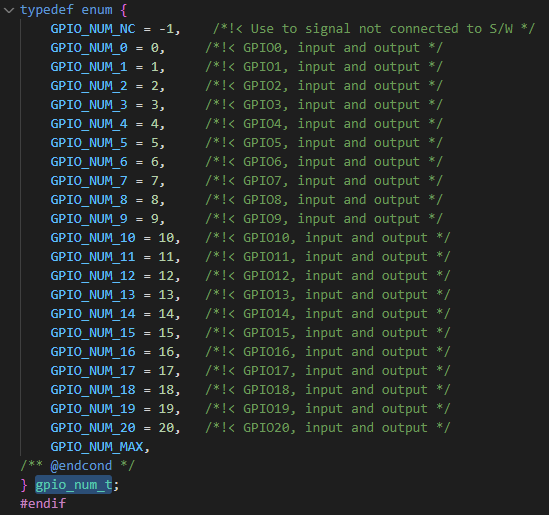 typedef enum {
GPIO_NUM_NC = -1,    /*!< Use to signal not connected to S/W */
GPIO_NUM_0 = 0,     /*!< GPIO0, input and output */
GPIO_NUM_1 = 1,     /*!< GPIO1, input and output */
GPIO_NUM_2 = 2,     /*!< GPIO2, input and output */
GPIO_NUM_3 = 3,     /*!< GPIO3, input and output */
GPIO_NUM_4 = 4,     /*!< GPIO4, input and output */
GPIO_NUM_5 = 5,     /*!< GPIO5, input and output */
GPIO_NUM_6 = 6,     /*!< GPIO6, input and output */
GPIO_NUM_7 = 7,     /*!< GPIO7, input and output */
GPIO_NUM_8 = 8,     /*!< GPIO8, input and output */
GPIO_NUM_9 = 9,     /*!< GPIO9, input and output */
GPIO_NUM_10 = 10,   /*!< GPIO10, input and output */
GPIO_NUM_11 = 11,   /*!< GPIO11, input and output */
GPIO_NUM_12 = 12,   /*!< GPIO12, input and output */
GPIO_NUM_13 = 13,   /*!< GPIO13, input and output */
GPIO_NUM_14 = 14,   /*!< GPIO14, input and output */
GPIO_NUM_15 = 15,   /*!< GPIO15, input and output */
GPIO_NUM_16 = 16,   /*!< GPIO16, input and output */
GPIO_NUM_17 = 17,   /*!< GPIO17, input and output */
GPIO_NUM_18 = 18,   /*!< GPIO18, input and output */
GPIO_NUM_19 = 19,   /*!< GPIO19, input and output */
GPIO_NUM_20 = 20,   /*!< GPIO20, input and output */
GPIO_NUM_MAX,
/** @endcond */
} gpio_num_t;
#endif